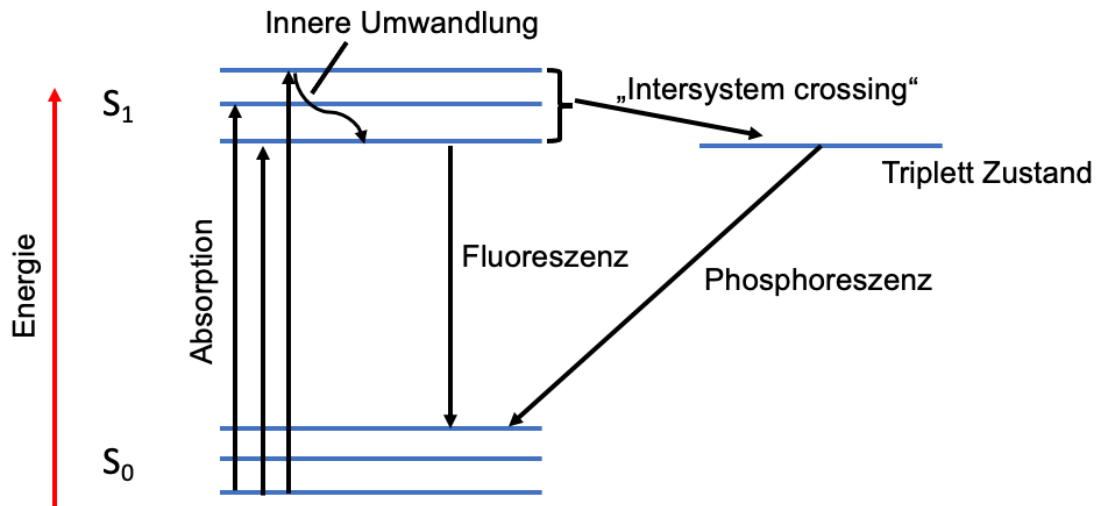 Innere Umwandlung
S₁
„Intersystem crossing“
Triplett Zustand
Energie
Absorption
Fluoreszenz
Phosphoreszenz
S₀